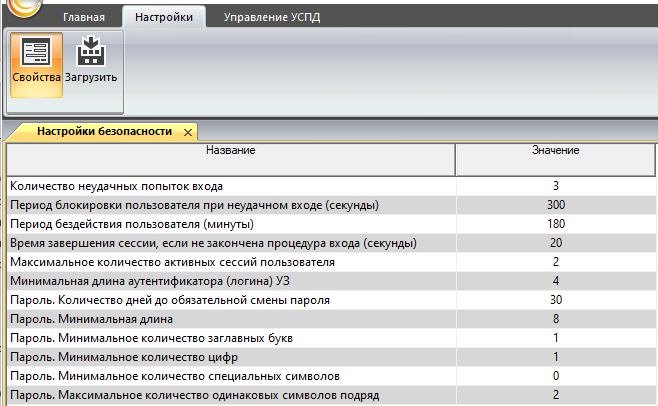 Главная Настройки Управление УСПД
Свойства Загрузить
Настройки безопасности ×
Название Значение
Количество неудачных попыток входа 3
Период блокировки пользователя при неудачном входе (секунды) 300
Период бездействия пользователя (минуты) 180
Время завершения сессии, если не закончена процедура входа (секунды) 20
Максимальное количество активных сессий пользователя 2
Минимальная длина аутентификатора (логина) УЗ 4
Пароль. Количество дней до обязательной смены пароля 30
Пароль. Минимальная длина 8
Пароль. Минимальное количество заглавных букв 1
Пароль. Минимальное количество цифр 1
Пароль. Минимальное количество специальных символов 0
Пароль. Максимальное количество одинаковых символов подряд 2